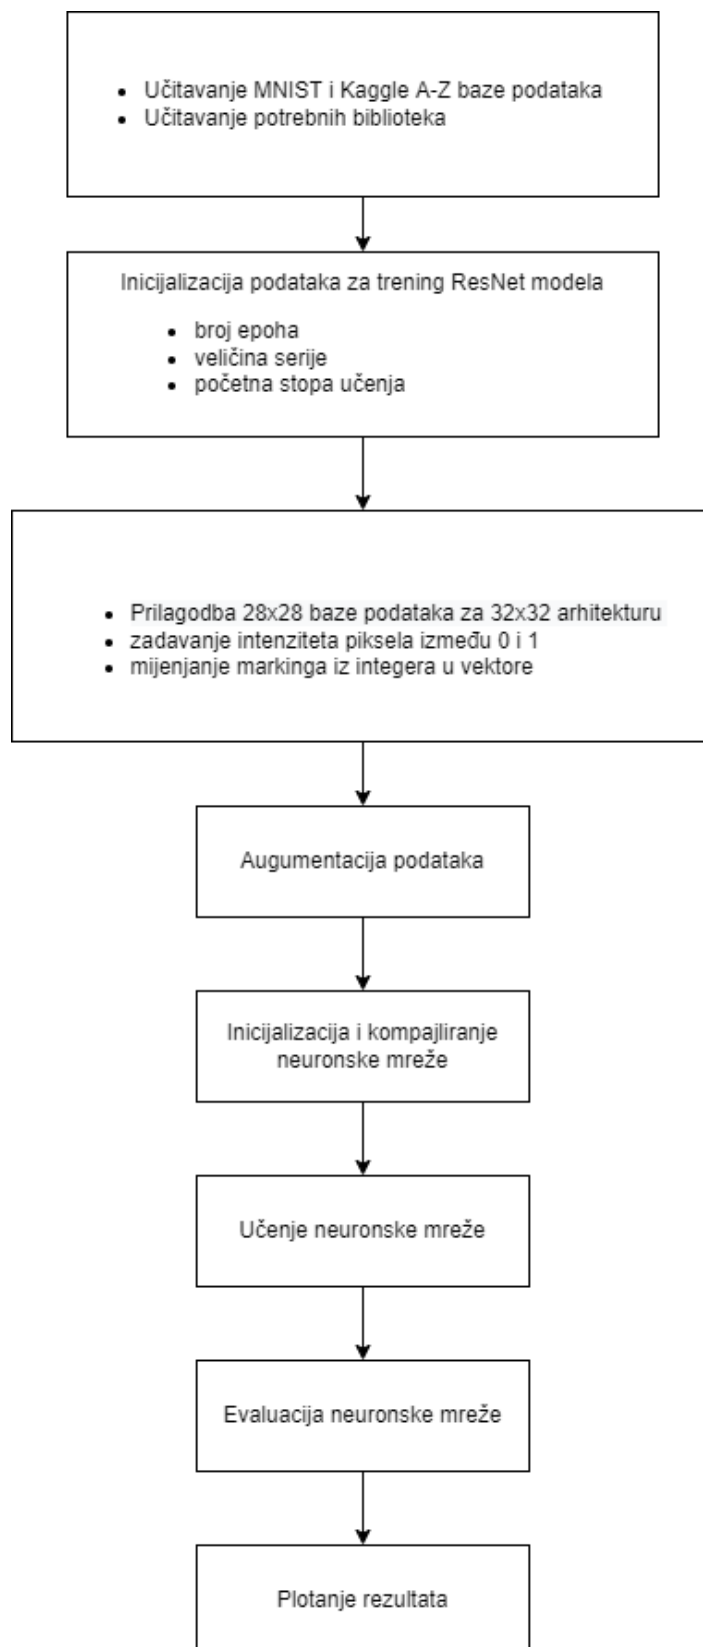 Učitavanje MNIST i Kaggle A-Z baze podataka
Učitavanje potrebnih biblioteka
Inicijalizacija podataka za trening ResNet modela
broj epoha
veličina serije
početna stopa učenja
Prilagodba 28x28 baze podataka za 32x32 arhitekturu
zadavanje intenziteta piksela između 0 i 1
mijenjanje markinga iz integera u vektore
Augumentacija podataka
Inicijalizacija i kompajliranje
neuronske mreže
Učenje neuronske mreže
Evaluacija neuronske mreže
Plotanje rezultata